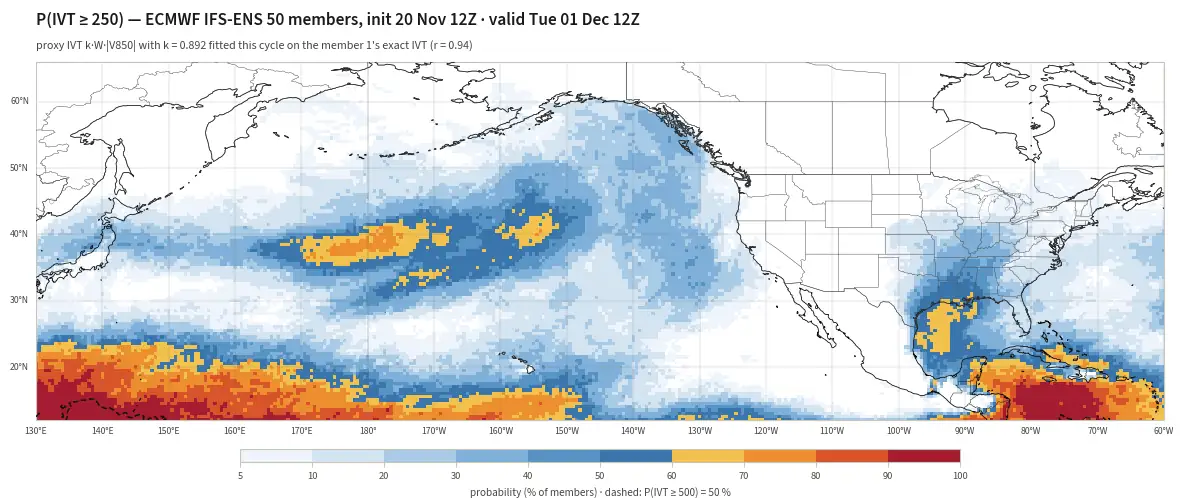 P(IVT ≥ 250) — ECMWF IFS-ENS 50 members, init 20 Nov 12Z · valid Tue 01 Dec 12Z
proxy IVT k·W·|V850| with k = 0.892 fitted this cycle on the member 1's exact IVT (r = 0.94)
60°N
50°N
40°N
30°N
20°N
130°E 140°E 150°E 160°E 170°E 180° 170°W 160°W 150°W 140°W 130°W 120°W 110°W 100°W 90°W 80°W 70°W 60°W
5 10 20 30 40 50 60 70 80 90 100
probability (% of members) · dashed: P(IVT ≥ 500) = 50 %